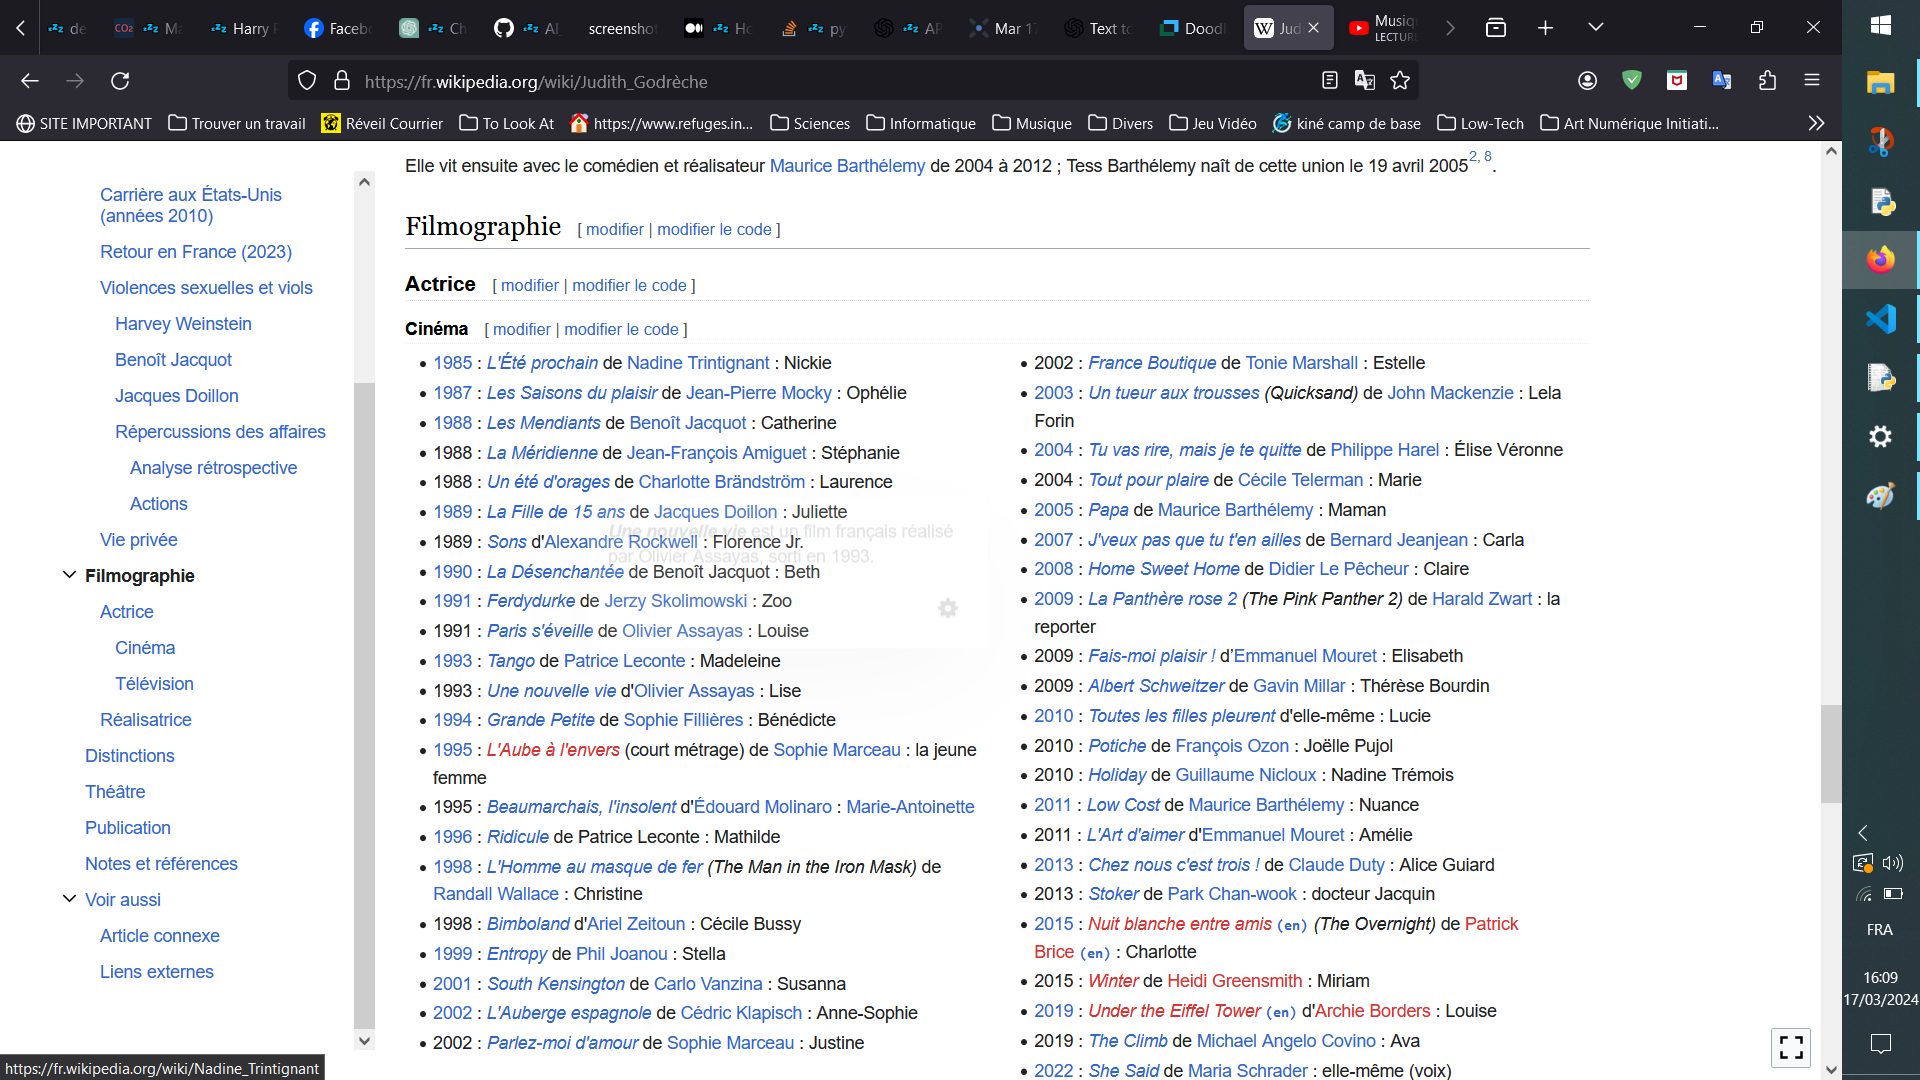 de
CO2
Ma
Harry P
Facebo
Ch
AI_
screenshot
Ho
py
AP
Mar 17
Text to
Doodl
Jud
Musiq
LECTURE
https://fr.wikipedia.org/wiki/Judith_Godrèche
SITE IMPORTANT
Trouver un travail
Réveil Courrier
To Look At
https://www.refuges.in...
Sciences
Informatique
Musique
Divers
Jeu Vidéo
kiné camp de base
Low-Tech
Art Numérique Initiati...
Carrière aux États-Unis
(années 2010)
Retour en France (2023)
Violences sexuelles et viols
Harvey Weinstein
Benoît Jacquot
Jacques Doillon
Répercussions des affaires
Analyse rétrospective
Actions
Vie privée
Filmographie
Actrice
Cinéma
Télévision
Réalisatrice
Distinctions
Théâtre
Publication
Notes et références
Voir aussi
Article connexe
Liens externes
https://fr.wikipedia.org/wiki/Nadine_Trintignant
Elle vit ensuite avec le comédien et réalisateur Maurice Barthélemy de 2004 à 2012 ; Tess Barthélemy naît de cette union le 19 avril 2005 2, 8.
Filmographie [ modifier | modifier le code ]
Actrice [ modifier | modifier le code ]
Cinéma [ modifier | modifier le code ]
• 1985 : L'Été prochain de Nadine Trintignant : Nickie
• 1987 : Les Saisons du plaisir de Jean-Pierre Mocky : Ophélie
• 1988 : Les Mendiants de Benoît Jacquot : Catherine
• 1988 : La Méridienne de Jean-François Amiguet : Stéphanie
• 1988 : Un été d'orages de Charlotte Brändström : Laurence
• 1989 : La Fille de 15 ans de Jacques Doillon : Juliette
• 1989 : Sons d'Alexandre Rockwell : Florence Jr.
• 1990 : La Désenchantée de Benoît Jacquot : Beth
• 1991 : Ferdydurke de Jerzy Skolimowski : Zoo
• 1991 : Paris s'éveille de Olivier Assayas : Louise
• 1993 : Tango de Patrice Leconte : Madeleine
• 1993 : Une nouvelle vie d'Olivier Assayas : Lise
• 1994 : Grande Petite de Sophie Fillières : Bénédicte
• 1995 : L'Aube à l'envers (court métrage) de Sophie Marceau : la jeune
femme
• 1995 : Beaumarchais, l'insolent d'Édouard Molinaro : Marie-Antoinette
• 1996 : Ridicule de Patrice Leconte : Mathilde
• 1998 : L'Homme au masque de fer (The Man in the Iron Mask) de
Randall Wallace : Christine
• 1998 : Bimboland d'Ariel Zeitoun : Cécile Bussy
• 1999 : Entropy de Phil Joanou : Stella
• 2001 : South Kensington de Carlo Vanzina : Susanna
• 2002 : L'Auberge espagnole de Cédric Klapisch : Anne-Sophie
• 2002 : Parlez-moi d'amour de Sophie Marceau : Justine
Une nouvelle vie est un film français réalisé
par Olivier Assayas, sorti en 1993.
• 2002 : France Boutique de Tonie Marshall : Estelle
• 2003 : Un tueur aux trousses (Quicksand) de John Mackenzie : Lela
Forin
• 2004 : Tu vas rire, mais je te quitte de Philippe Harel : Élise Véronne
• 2004 : Tout pour plaire de Cécile Telerman : Marie
• 2005 : Papa de Maurice Barthélemy : Maman
• 2007 : J'veux pas que tu t'en ailles de Bernard Jeanjean : Carla
• 2008 : Home Sweet Home de Didier Le Pêcheur : Claire
• 2009 : La Panthère rose 2 (The Pink Panther 2) de Harald Zwart : la
reporter
• 2009 : Fais-moi plaisir ! d’Emmanuel Mouret : Elisabeth
• 2009 : Albert Schweitzer de Gavin Millar : Thérèse Bourdin
• 2010 : Toutes les filles pleurent d'elle-même : Lucie
• 2010 : Potiche de François Ozon : Joëlle Pujol
• 2010 : Holiday de Guillaume Nicloux : Nadine Trémois
• 2011 : Low Cost de Maurice Barthélemy : Nuance
• 2011 : L'Art d'aimer d'Emmanuel Mouret : Amélie
• 2013 : Chez nous c'est trois ! de Claude Duty : Alice Guiard
• 2013 : Stoker de Park Chan-wook : docteur Jacquin
• 2015 : Nuit blanche entre amis (en) (The Overnight) de Patrick
Brice (en) : Charlotte
• 2015 : Winter de Heidi Greensmith : Miriam
• 2019 : Under the Eiffel Tower (en) d'Archie Borders : Louise
• 2019 : The Climb de Michael Angelo Covino : Ava
• 2022 : She Said de Maria Schrader : elle-même (voix)
FRA
16:09
17/03/2024